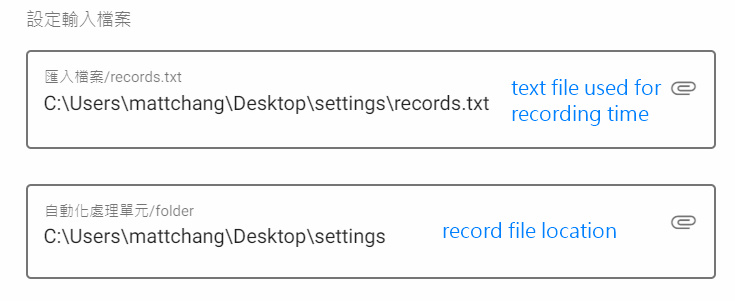 設定輸入檔案
匯入檔案/records.txt
C:\Users\mattchang\Desktop\settings\records.txt
text file used for
recording time
自動化處理單元/folder
C:\Users\mattchang\Desktop\settings
record file location